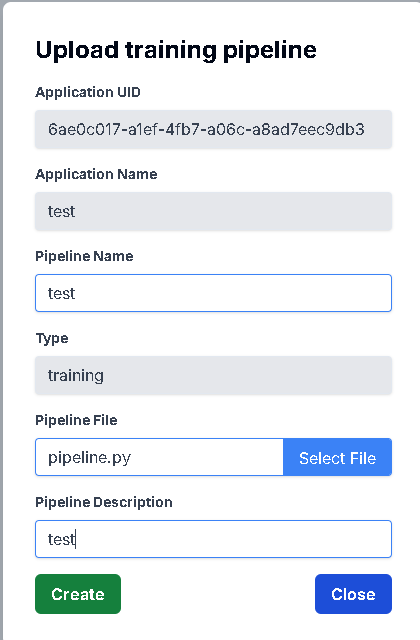 Upload training pipeline
Application UID
6ae0c017-a1ef-4fb7-a06c-a8ad7eec9db3
Application Name
test
Pipeline Name
test
Type
training
Pipeline File
pipeline.py Select File
Pipeline Description
test
Create Close